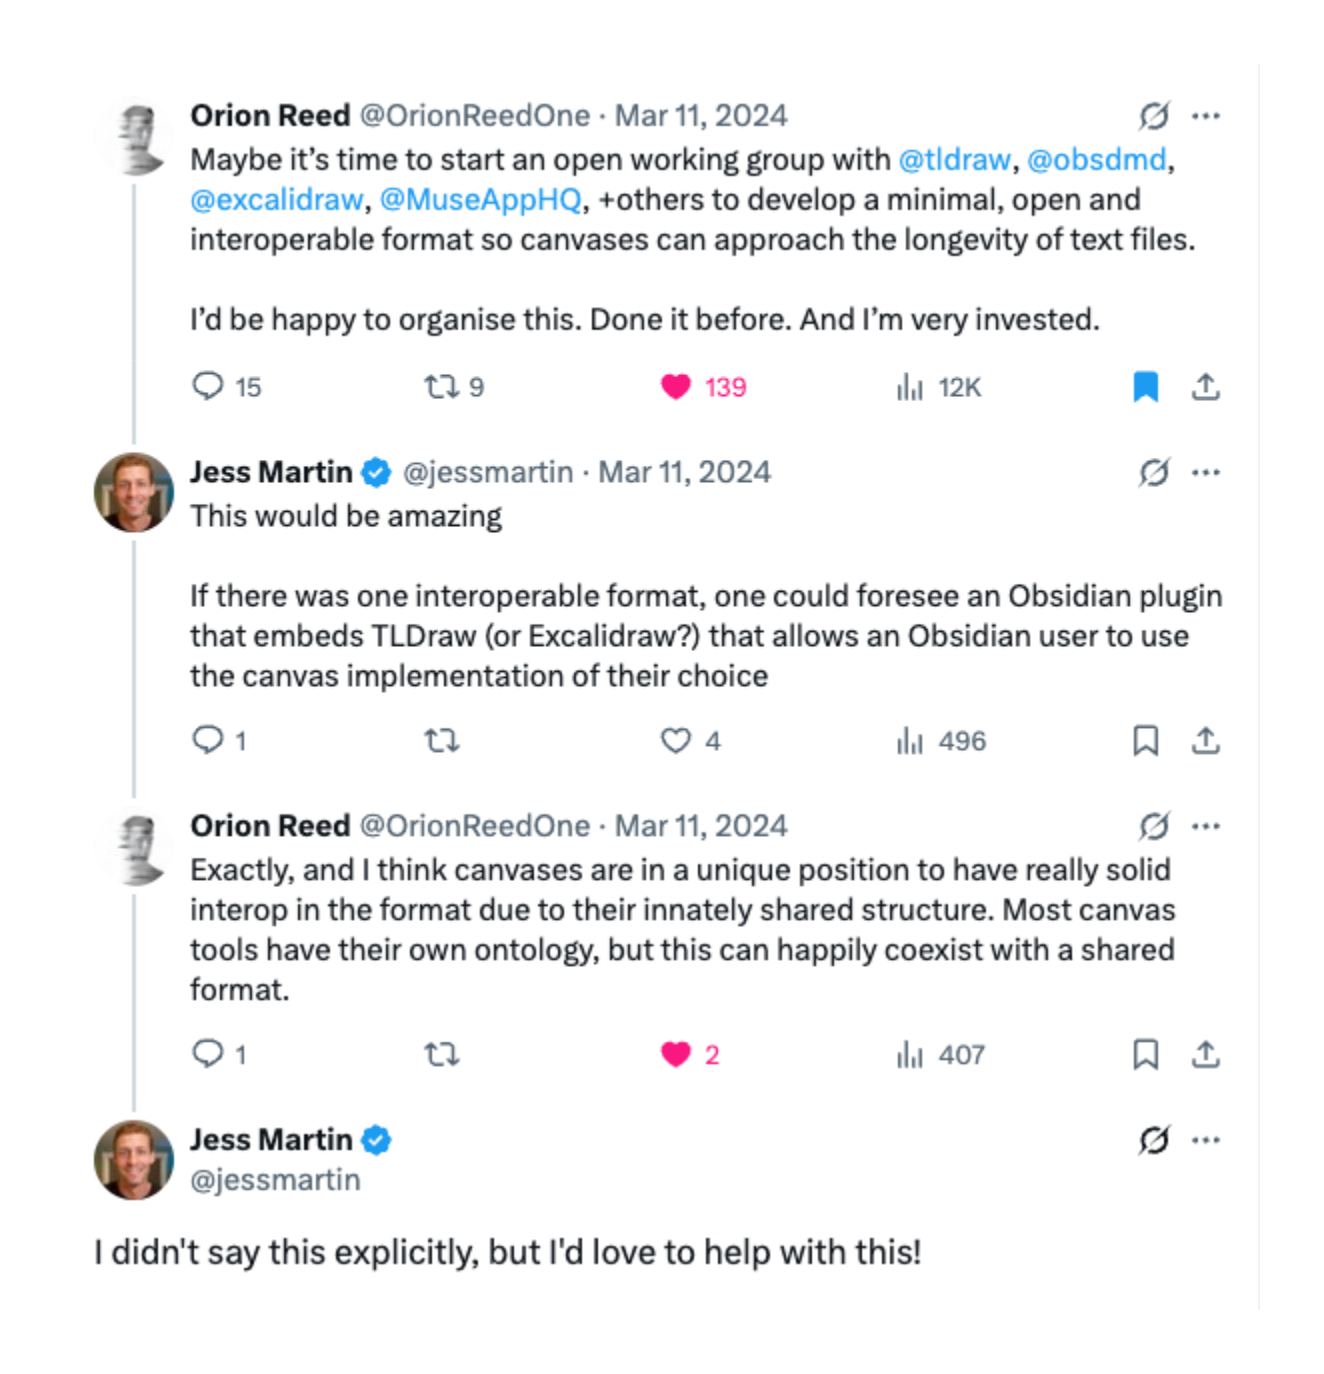 Orion Reed @OrionReedOne · Mar 11, 2024
Maybe it’s time to start an open working group with @tldraw, @obsdmd,
@excalidraw, @MuseAppHQ, +others to develop a minimal, open and
interoperable format so canvases can approach the longevity of text files.
I’d be happy to organise this. Done it before. And I’m very invested.
15 9 139 12K
Jess Martin @jessmartin · Mar 11, 2024
This would be amazing
If there was one interoperable format, one could foresee an Obsidian plugin
that embeds TLDraw (or Excalidraw?) that allows an Obsidian user to use
the canvas implementation of their choice
1 4 496
Orion Reed @OrionReedOne · Mar 11, 2024
Exactly, and I think canvases are in a unique position to have really solid
interop in the format due to their innately shared structure. Most canvas
tools have their own ontology, but this can happily coexist with a shared
format.
1 2 407
Jess Martin
@jessmartin
I didn't say this explicitly, but I'd love to help with this!